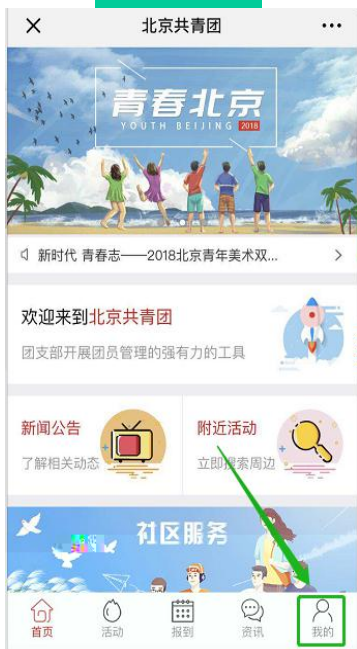 北京共青团
青春北京
YOUTH BEIJING 2018
新时代 青春志——2018北京青年美术双...
欢迎来到北京共青团
团支部开展团员管理的强有力的工具
新闻公告
了解相关动态
附近活动
立即搜索周边
社区服务
首页
活动
报到
资讯
我的